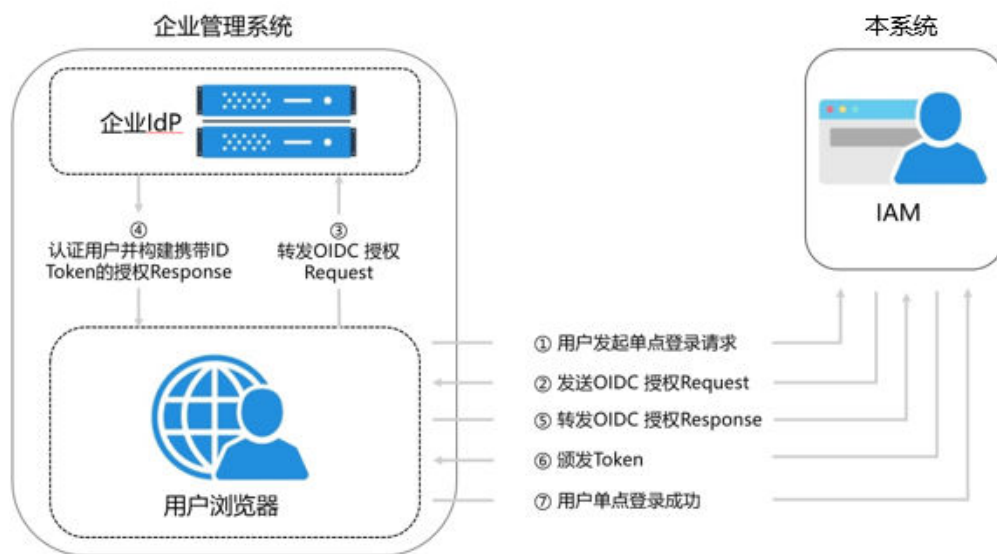 企业管理系统
本系统
企业IdP
IAM
④
认证用户并构建携带ID
Token的授权Response
③
转发OIDC 授权
Request
① 用户发起单点登录请求
② 发送OIDC 授权Request
⑤ 转发OIDC 授权Response
⑥ 颁发Token
⑦ 用户单点登录成功
用户浏览器